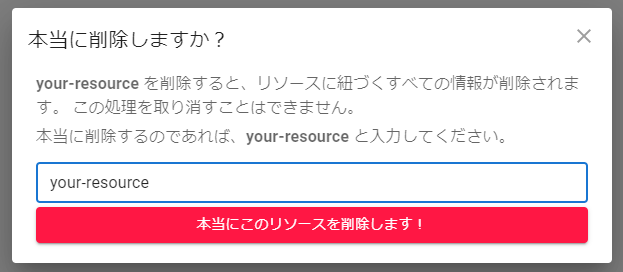 本当に削除しますか？
your-resource を削除すると、リソースに紐づくすべての情報が削除されま
す。 この処理を取り消すことはできません。
本当に削除するのであれば、your-resource と入力してください。
your-resource
本当にこのリソースを削除します！